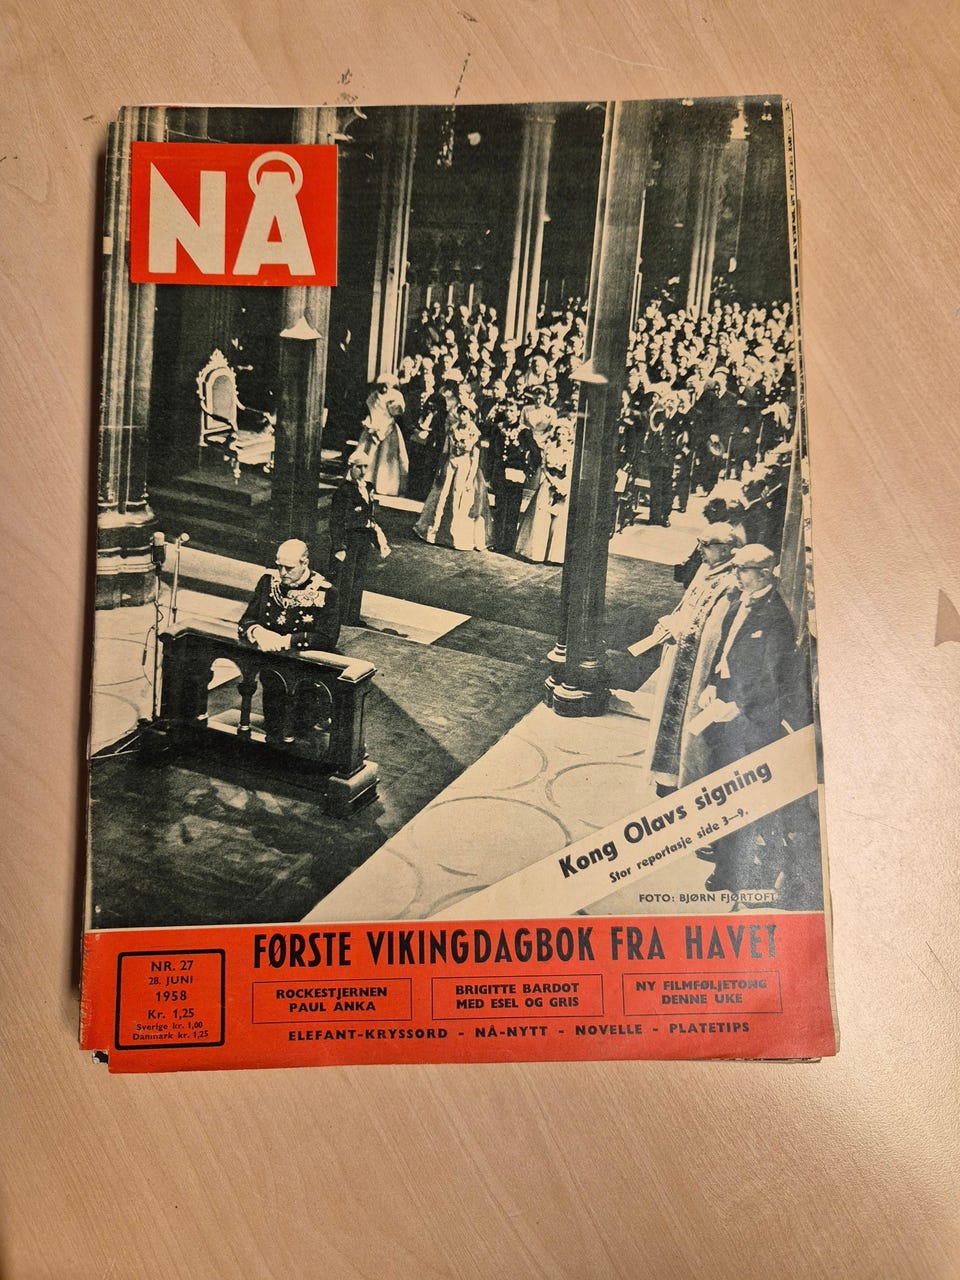 NÅ
Kong Olavs signing
Stor reportasje side 3—9.
FOTO: BJØRN FJØRTOFT
FØRSTE VIKINGDAGBOK FRA HAVET
NR. 27
28. JUNI
1958
Kr. 1,25
Sverige kr. 1,00
Danmark kr. 1,25
ROCKESTJERNEN
PAUL ANKA
BRIGITTE BARDOT
MED ESEL OG GRIS
NY FILMFØLJETONG
DENNE UKE
ELEFANT-KRYSSORD - NÅ-NYTT - NOVELLE - PLATETIPS